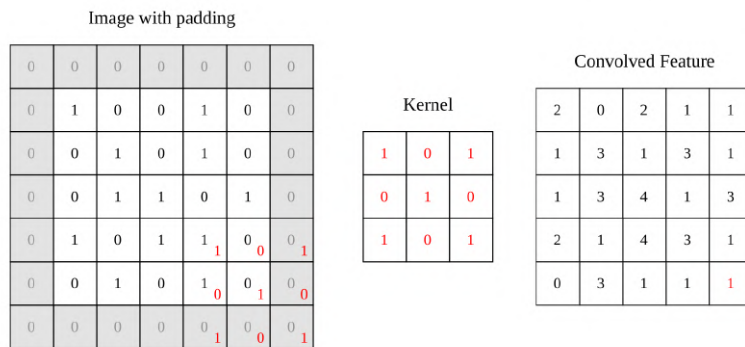 Image with padding
0 0 0 0 0 0 0
0 1 0 0 1 0 0
0 0 1 0 1 0 0
0 0 1 1 0 1 0
0 1 0 1 1 1 0 0 0 1
0 0 1 0 1 0 0 1 0 0
0 0 0 0 0 1 0 0 0 1
Kernel
1 0 1
0 1 0
1 0 1
Convolved Feature
2 0 2 1 1
1 3 1 3 1
1 3 4 1 3
2 1 4 3 1
0 3 1 1 1